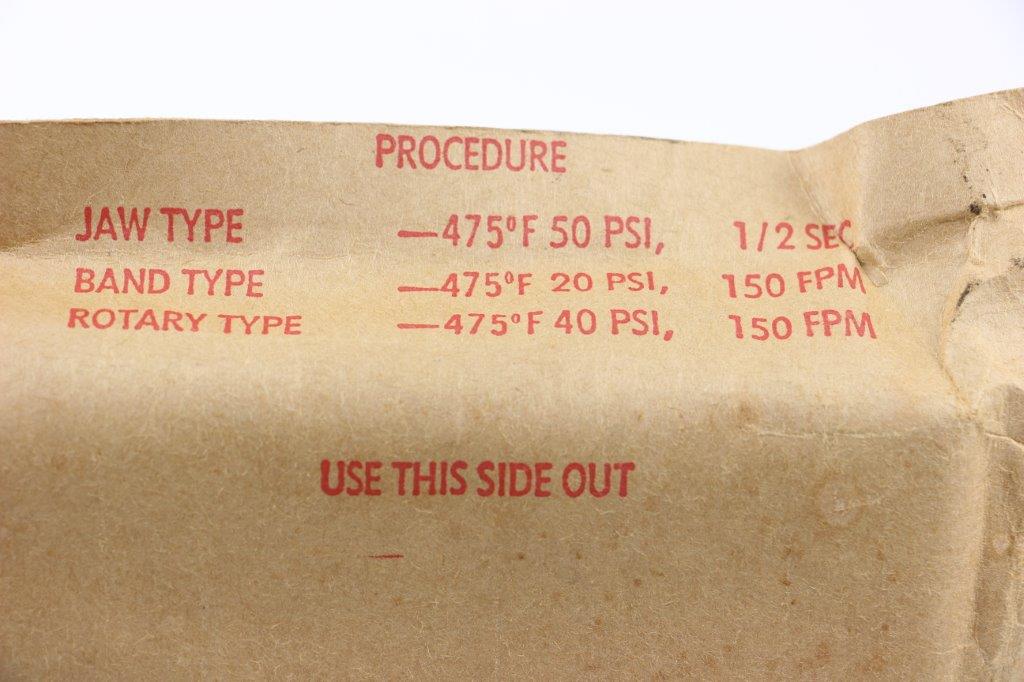 PROCEDURE
JAW TYPE —475°F 50 PSI, 1/2 SEC
BAND TYPE —475°F 20 PSI, 150 FPM
ROTARY TYPE —475°F 40 PSI, 150 FPM
USE THIS SIDE OUT